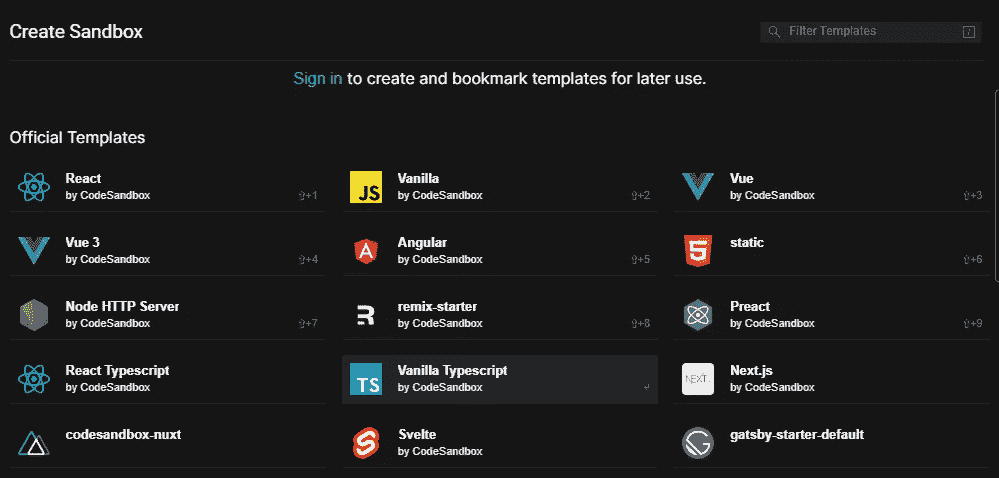 Create Sandbox
Filter Templates /
Sign in to create and bookmark templates for later use.
Official Templates
React
by CodeSandbox
⇧+1
JS
Vanilla
by CodeSandbox
⇧+2
Vue
by CodeSandbox
⇧+3
Vue 3
by CodeSandbox
⇧+4
A
Angular
by CodeSandbox
⇧+5
5
static
⇧+6
Node HTTP Server
by CodeSandbox
⇧+7
R
remix-starter
by CodeSandbox
⇧+8
Preact
by CodeSandbox
⇧+9
React Typescript
by CodeSandbox
TS
Vanilla Typescript
by CodeSandbox
NEXT.
Next.js
by CodeSandbox
codesandbox-nuxt
Svelte
by CodeSandbox
gatsby-starter-default